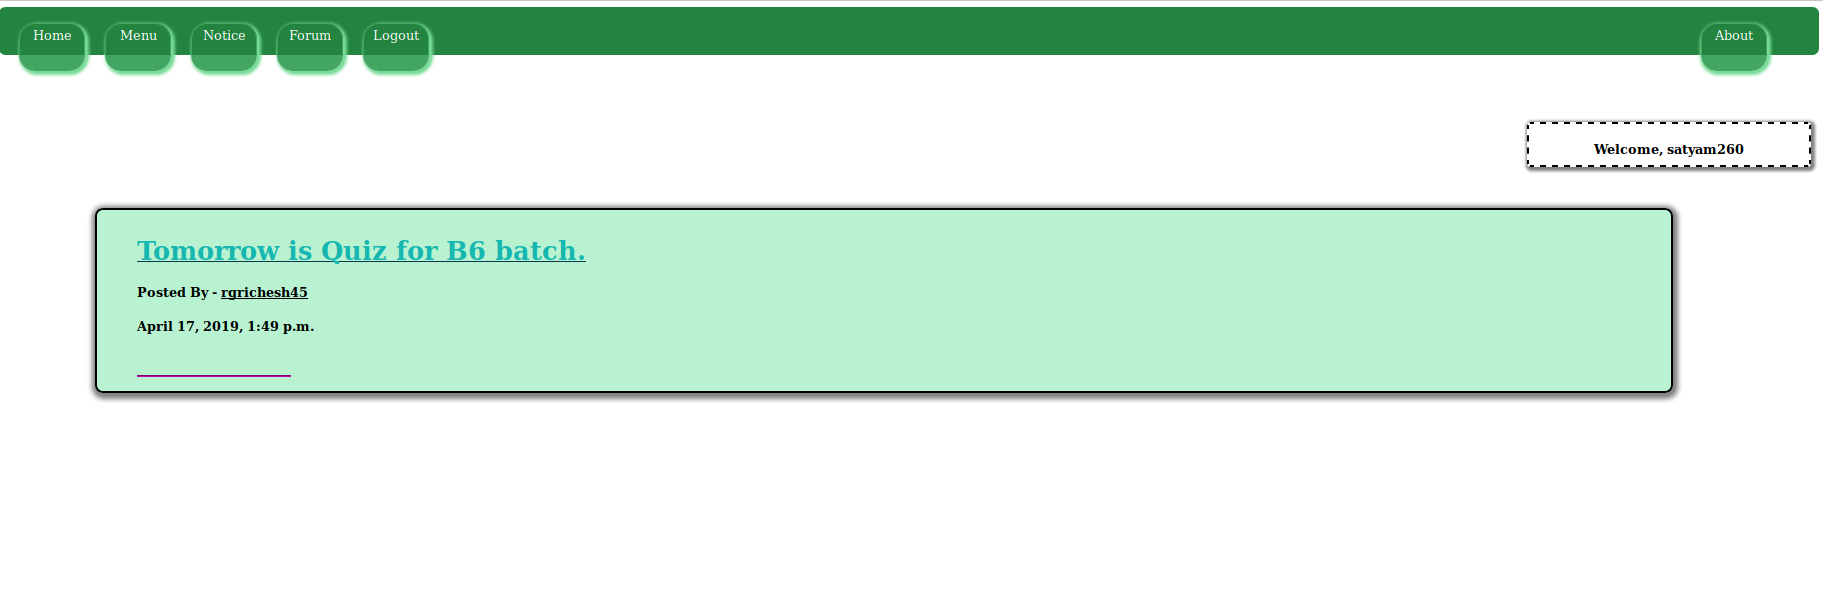 Home Menu Notice Forum Logout About
Welcome, satyam260
Tomorrow is Quiz for B6 batch.
Posted By - rgrichesh45
April 17, 2019, 1:49 p.m.